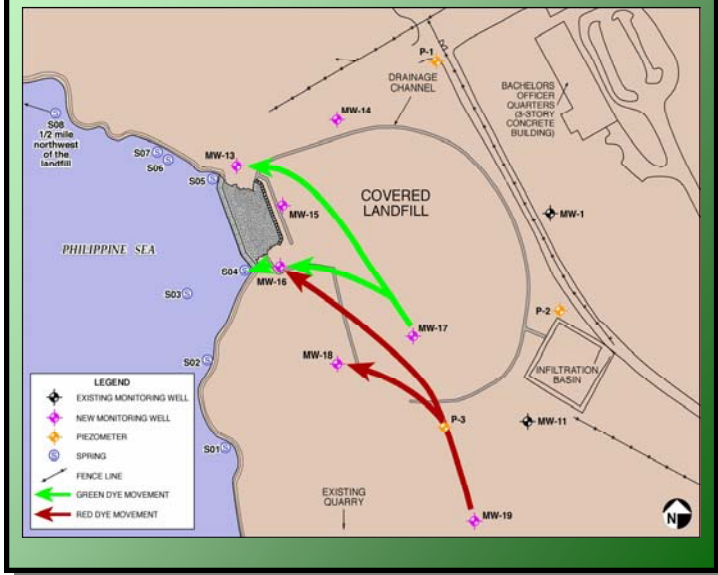 P-1
DRAINAGE
CHANNEL
BACHELORS
OFFICER
QUARTERS
(3-3TORY
CONCRETE
BUILDING)
MW-14
S08
1/2 mile
northwest
of the
landfill
S07
S06
MW-13
S05
COVERED
LANDFILL
MW-15
MW-1
PHILIPPINE SEA
S04
MW-16
S03
P-2
MW-17
MW-18
S02
INFILTRATION
BASIN
LEGEND
EXISTING MONITORING WELL
NEW MONITORING WELL
PIEZOMETER
S SPRING
FENCE LINE
GREEN DYE MOVEMENT
RED DYE MOVEMENT
P-3
MW-11
S01
EXISTING
QUARRY
MW-19
N